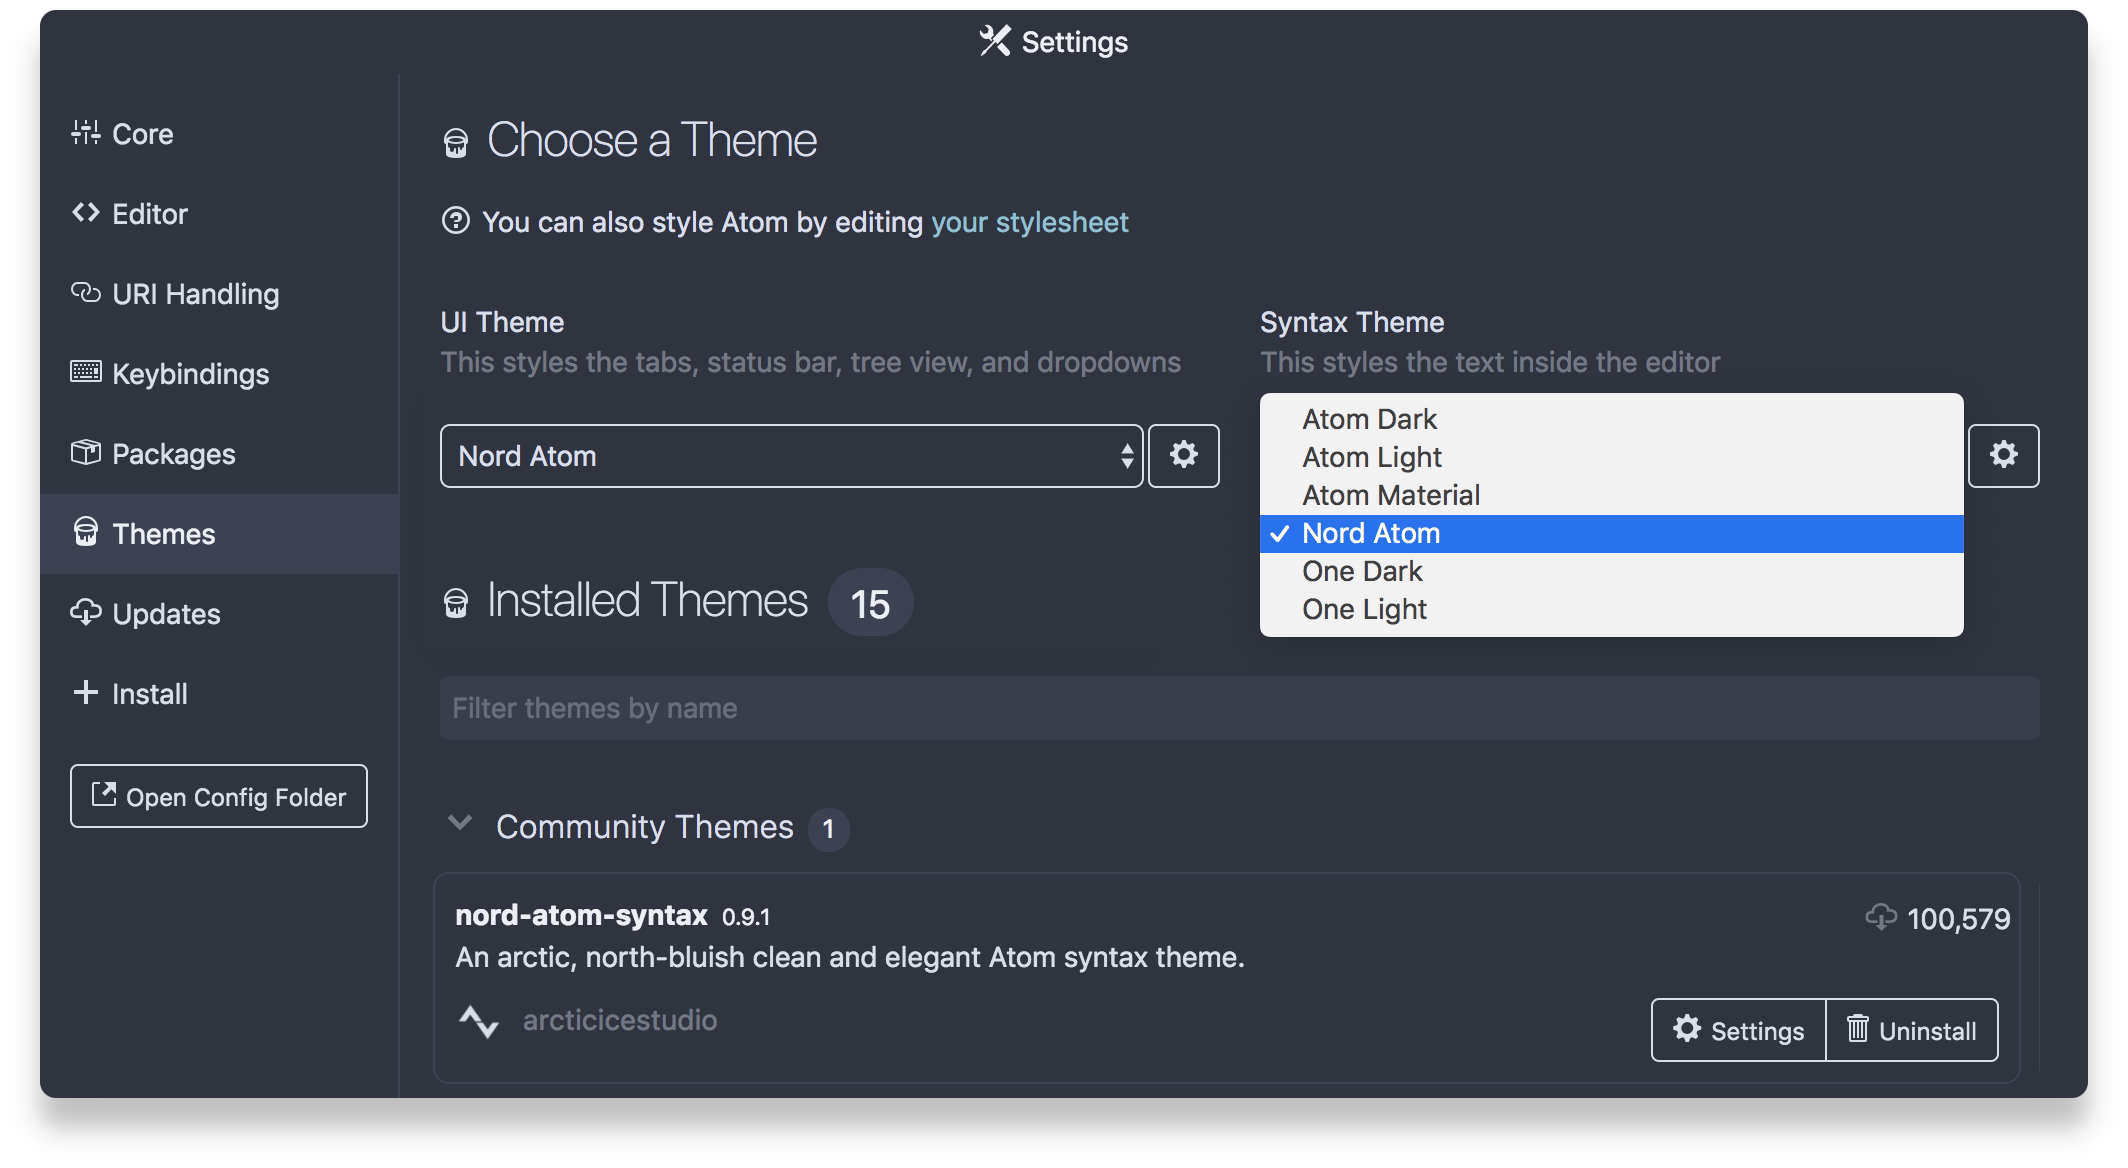 Settings
Core
Editor
URI Handling
Keybindings
Packages
Themes
Updates
Install
Open Config Folder
Choose a Theme
You can also style Atom by editing your stylesheet
UI Theme
This styles the tabs, status bar, tree view, and dropdowns
Nord Atom
Syntax Theme
This styles the text inside the editor
Atom Dark
Atom Light
Atom Material
Nord Atom
One Dark
One Light
Installed Themes 15
Filter themes by name
Community Themes 1
nord-atom-syntax 0.9.1
100,579
An arctic, north-bluish clean and elegant Atom syntax theme.
arcticicestudio
Settings
Uninstall